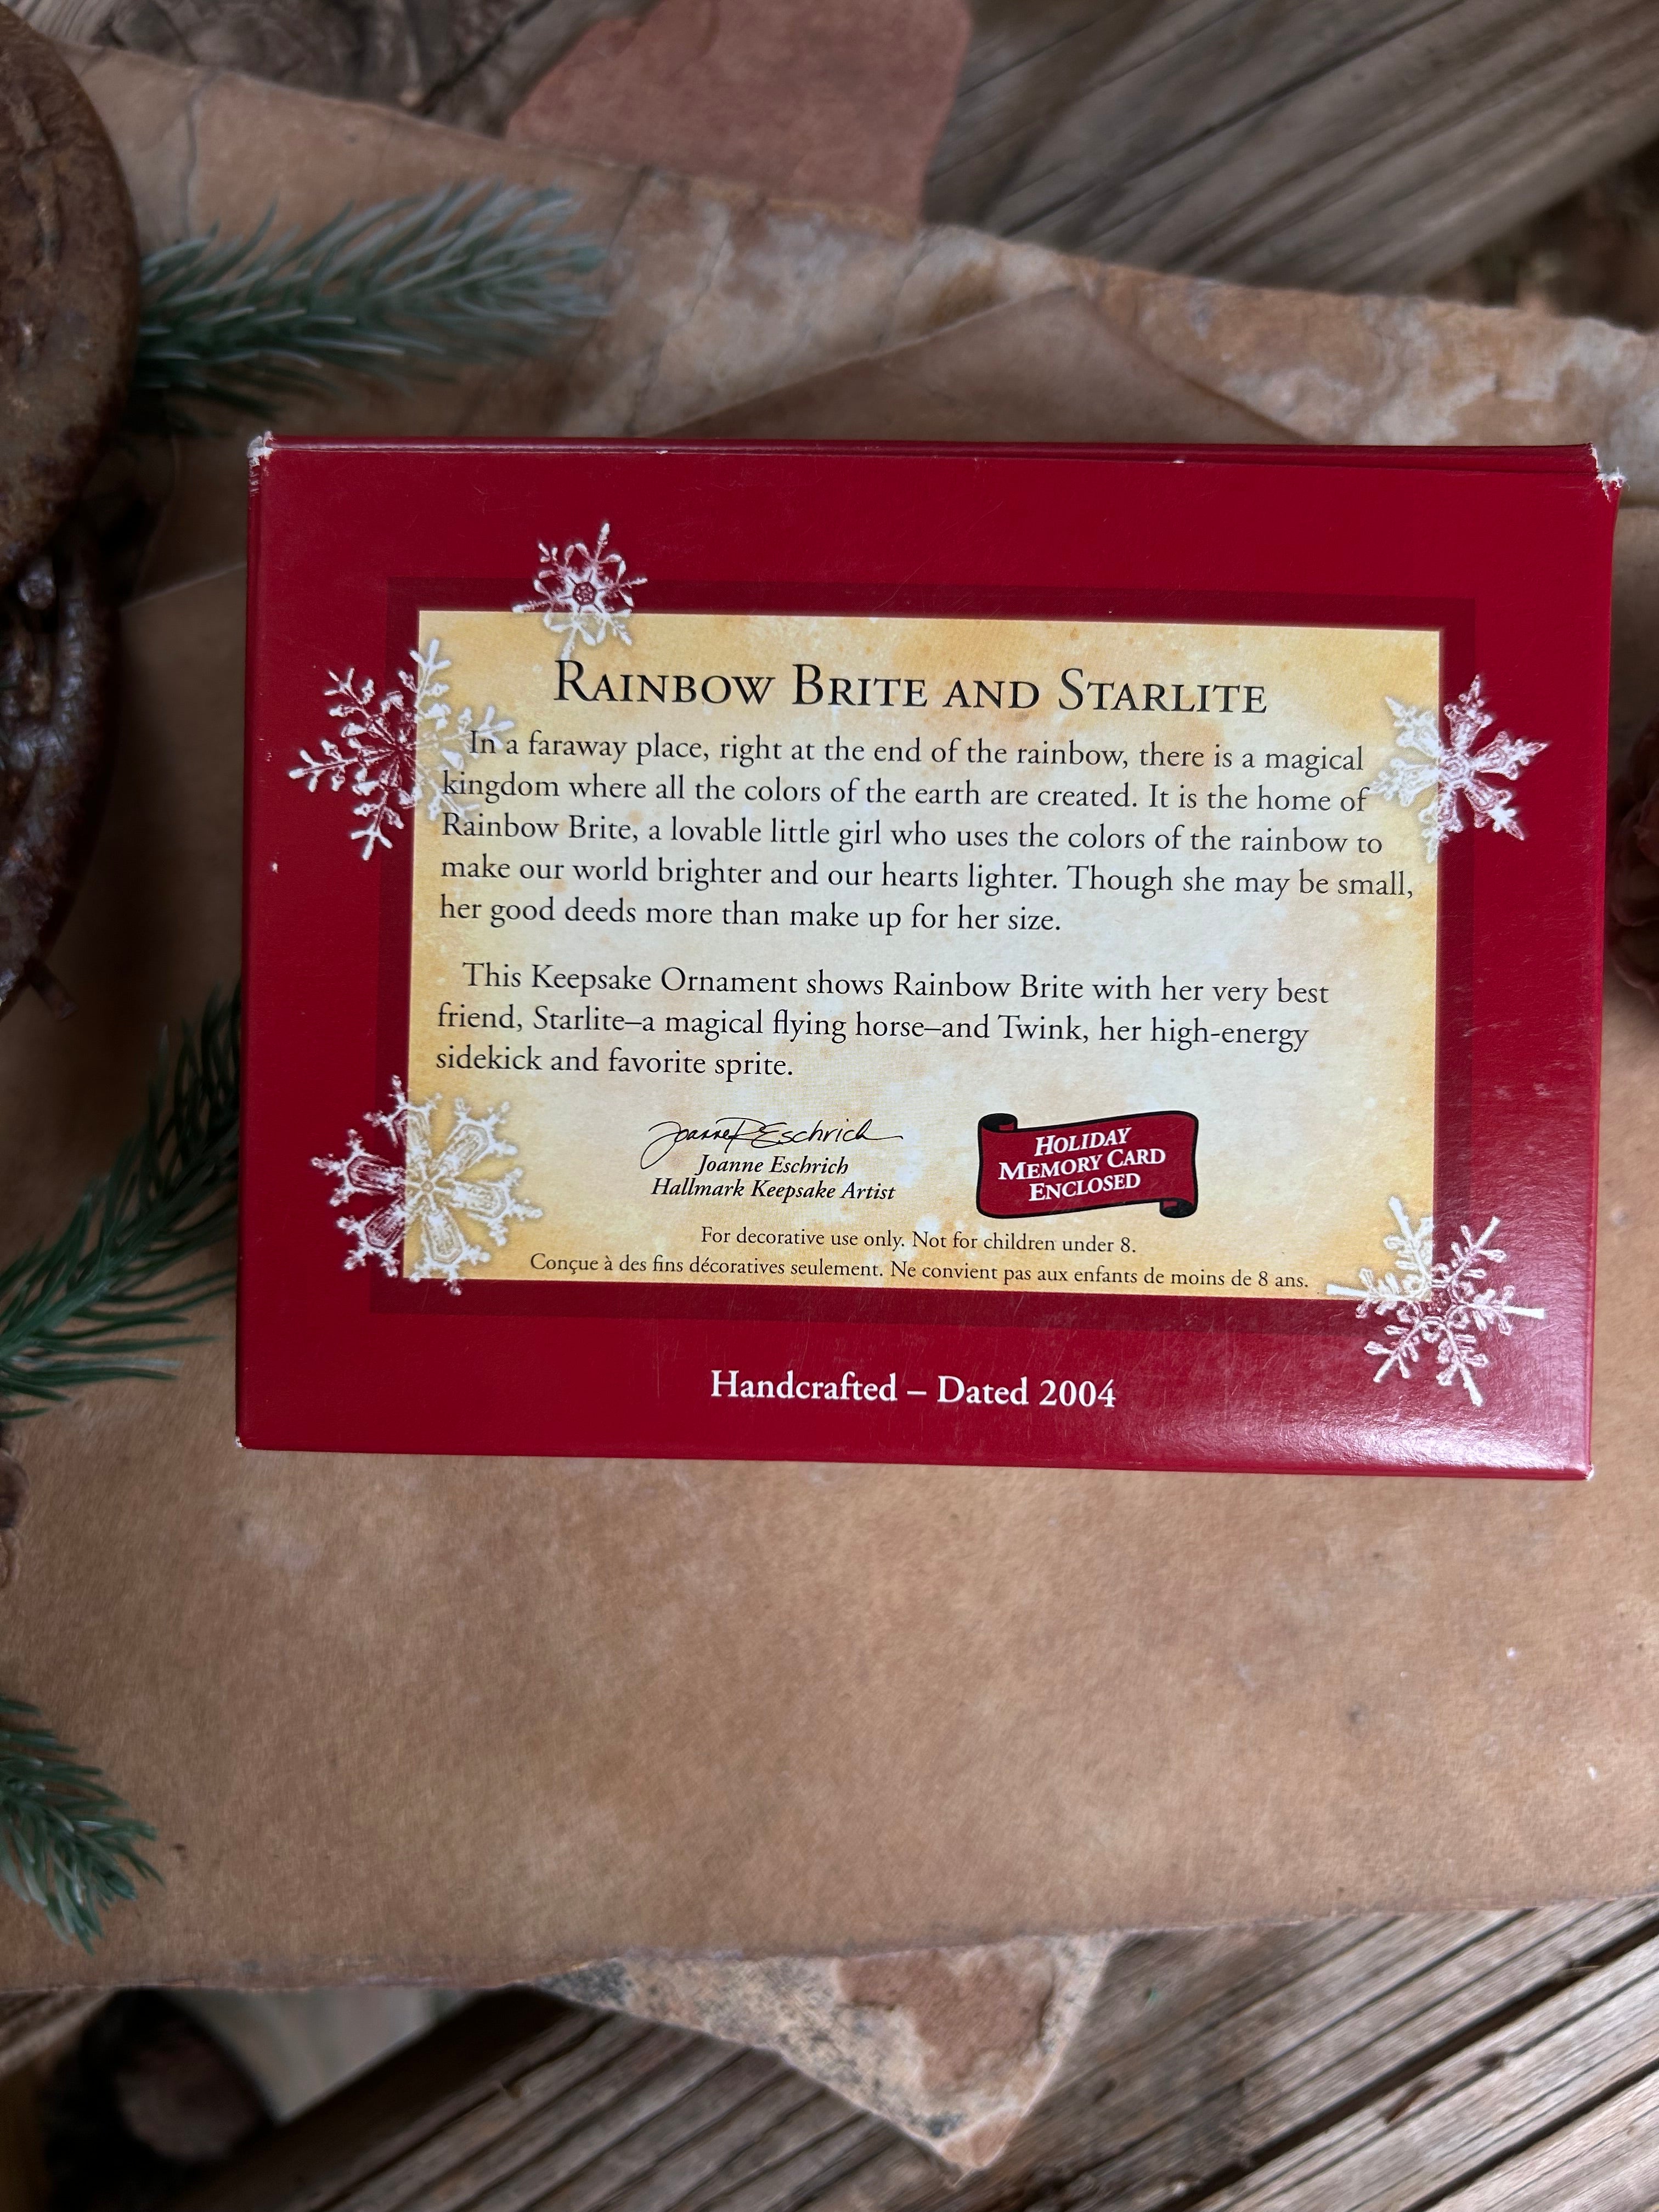 Rainbow Brite and Starlite
In a faraway place, right at the end of the rainbow, there is a magical
kingdom where all the colors of the earth are created. It is the home of
Rainbow Brite, a lovable little girl who uses the colors of the rainbow to
make our world brighter and our hearts lighter. Though she may be small,
her good deeds more than make up for her size.
This Keepsake Ornament shows Rainbow Brite with her very best
friend, Starlite–a magical flying horse–and Twink, her high-energy
sidekick and favorite sprite.
Joanne Eschrich
Joanne Eschrich
Hallmark Keepsake Artist
Holiday
Memory Card
Enclosed
For decorative use only. Not for children under 8.
Conçue à des fins décoratives seulement. Ne convient pas aux enfants de moins de 8 ans.
Handcrafted – Dated 2004